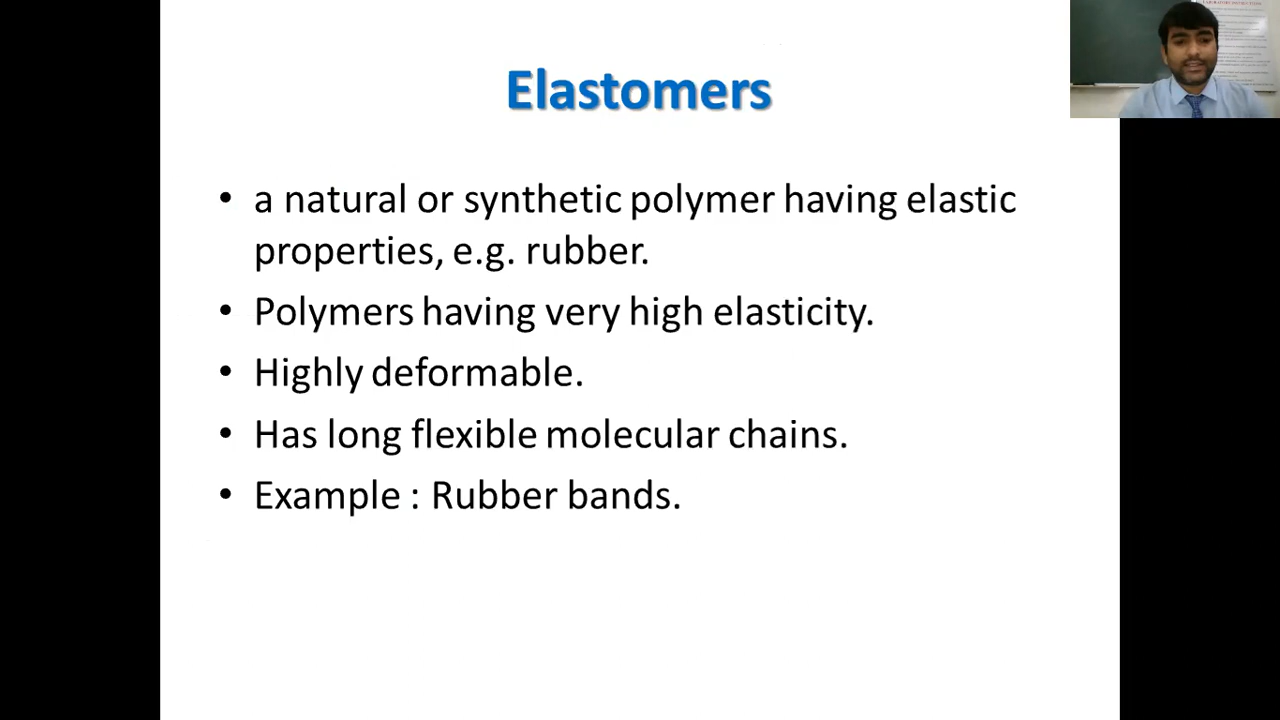 Elastomers
• a natural or synthetic polymer having elastic
properties, e.g. rubber.
• Polymers having very high elasticity.
• Highly deformable.
• Has long flexible molecular chains.
• Example : Rubber bands.